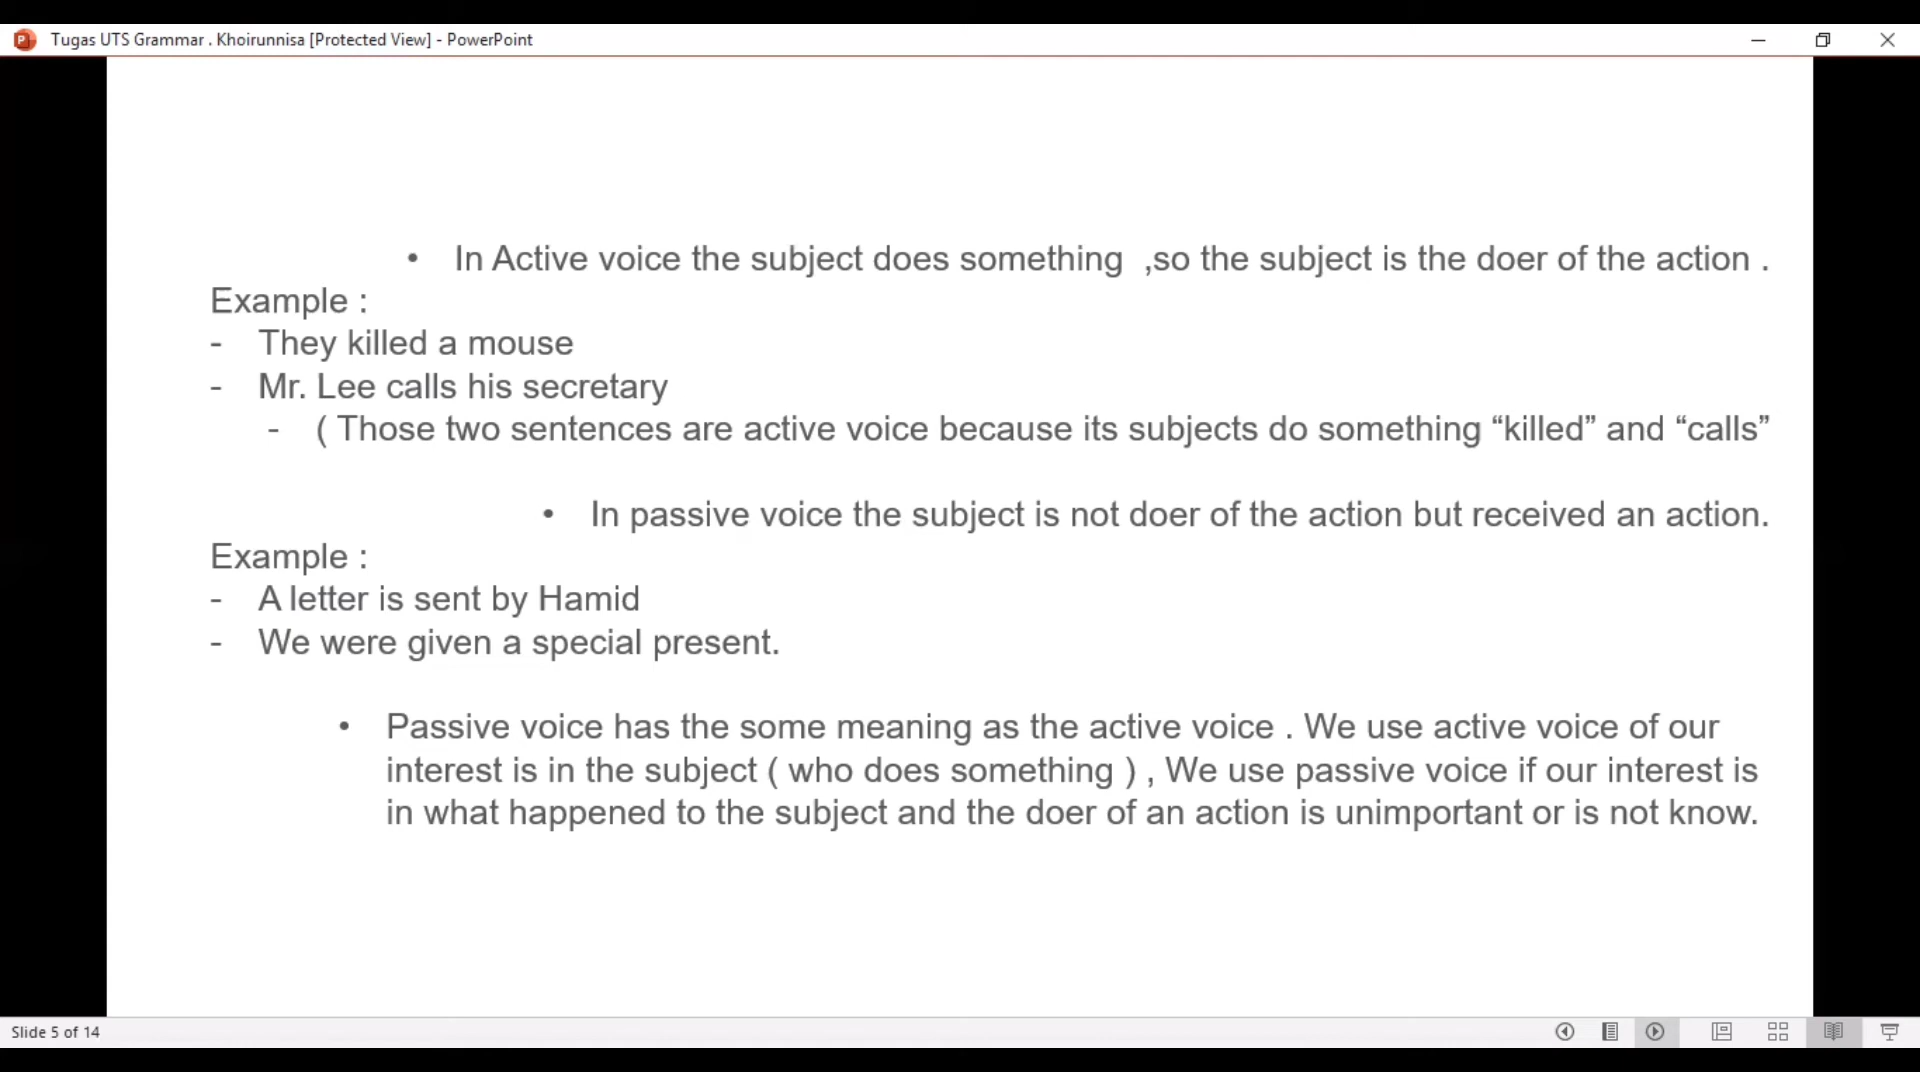 Tugas UTS Grammar . Khoirunnisa [Protected View] - PowerPoint
• In Active voice the subject does something ,so the subject is the doer of the action .
Example :
- They killed a mouse
- Mr. Lee calls his secretary
- ( Those two sentences are active voice because its subjects do something “killed” and “calls”
• In passive voice the subject is not doer of the action but received an action.
Example :
- A letter is sent by Hamid
- We were given a special present.
• Passive voice has the some meaning as the active voice . We use active voice of our
interest is in the subject ( who does something ) , We use passive voice if our interest is
in what happened to the subject and the doer of an action is unimportant or is not know.
Slide 5 of 14